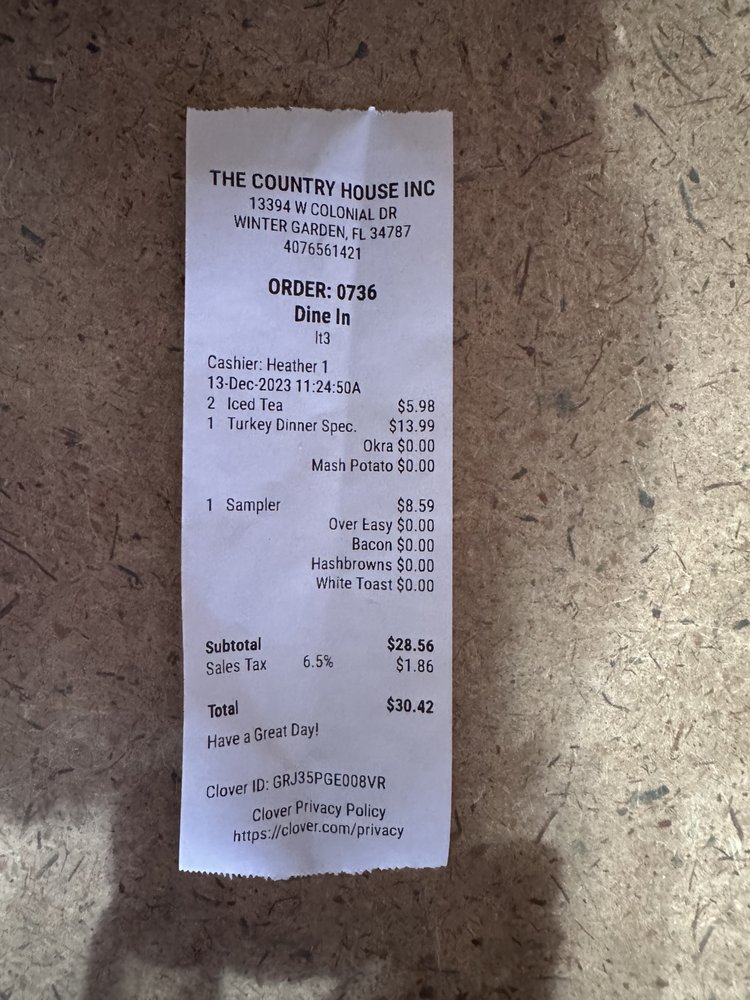 THE COUNTRY HOUSE INC
13394 W COLONIAL DR
WINTER GARDEN, FL 34787
4076561421
ORDER: 0736
Dine In
lt3
Cashier: Heather 1
13-Dec-2023 11:24:50A
2 Iced Tea $5.98
1 Turkey Dinner Spec. $13.99
Okra $0.00
Mash Potato $0.00
1 Sampler $8.59
Over Easy $0.00
Bacon $0.00
Hashbrowns $0.00
White Toast $0.00
Subtotal $28.56
Sales Tax 6.5% $1.86
Total $30.42
Have a Great Day!
Clover ID: GRJ35PGE008VR
Clover Privacy Policy
https://clover.com/privacy